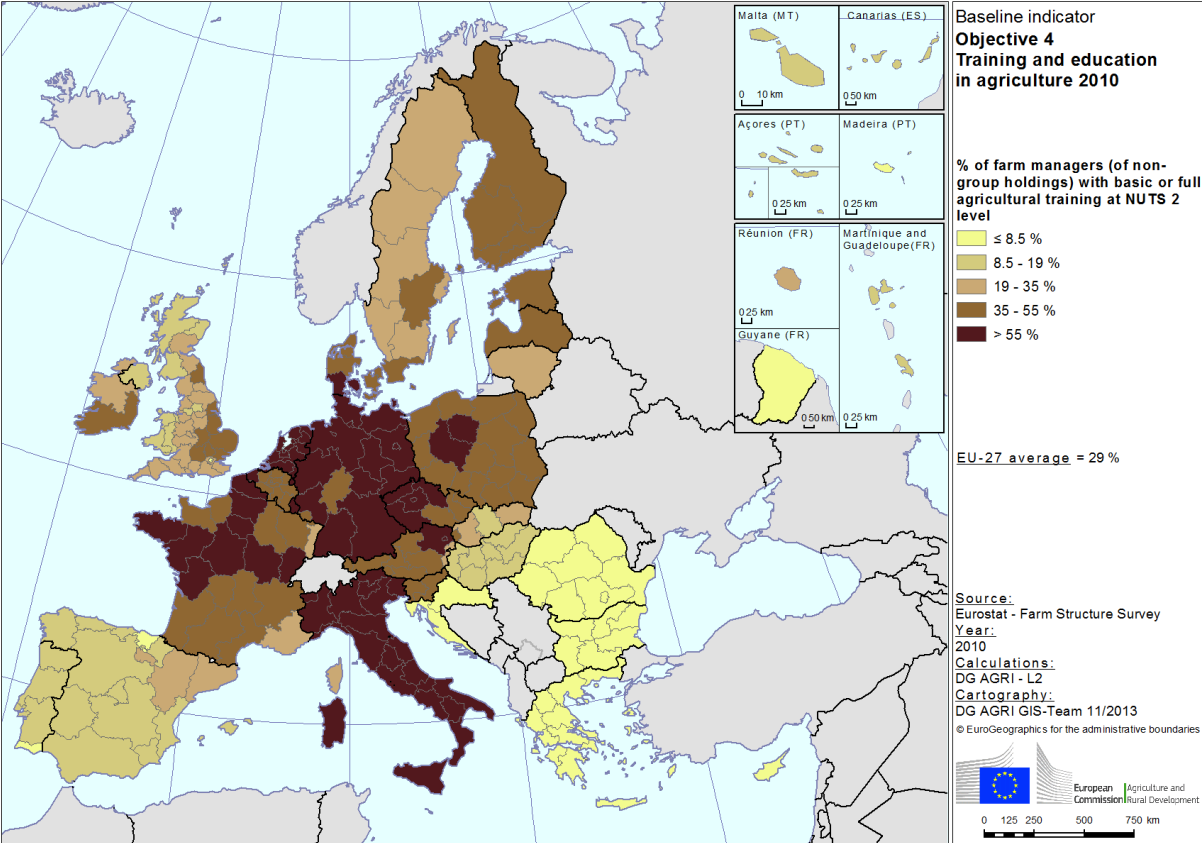 Malta (MT)
0 10 km
Canarias (ES)
0 50 km
Açores (PT)
0 25 km
Madeira (PT)
0 25 km
Réunion (FR)
0 25 km
Martinique and
Guadeloupe(FR)
0 25 km
Guyane (FR)
0 50 km
Baseline indicator
Objective 4
Training and education
in agriculture 2010
% of farm managers (of non-
group holdings) with basic or full
agricultural training at NUTS 2
level
≤ 8.5 %
8.5 - 19 %
19 - 35 %
35 - 55 %
> 55 %
EU-27 average = 29 %
Source:
Eurostat - Farm Structure Survey
Year:
2010
Calculations:
DG AGRI - L2
Cartography:
DG AGRI GIS-Team 11/2013
© EuroGeographics for the administrative boundaries
European
Commission
Agriculture and
Rural Development
0 125 250 500 750 km